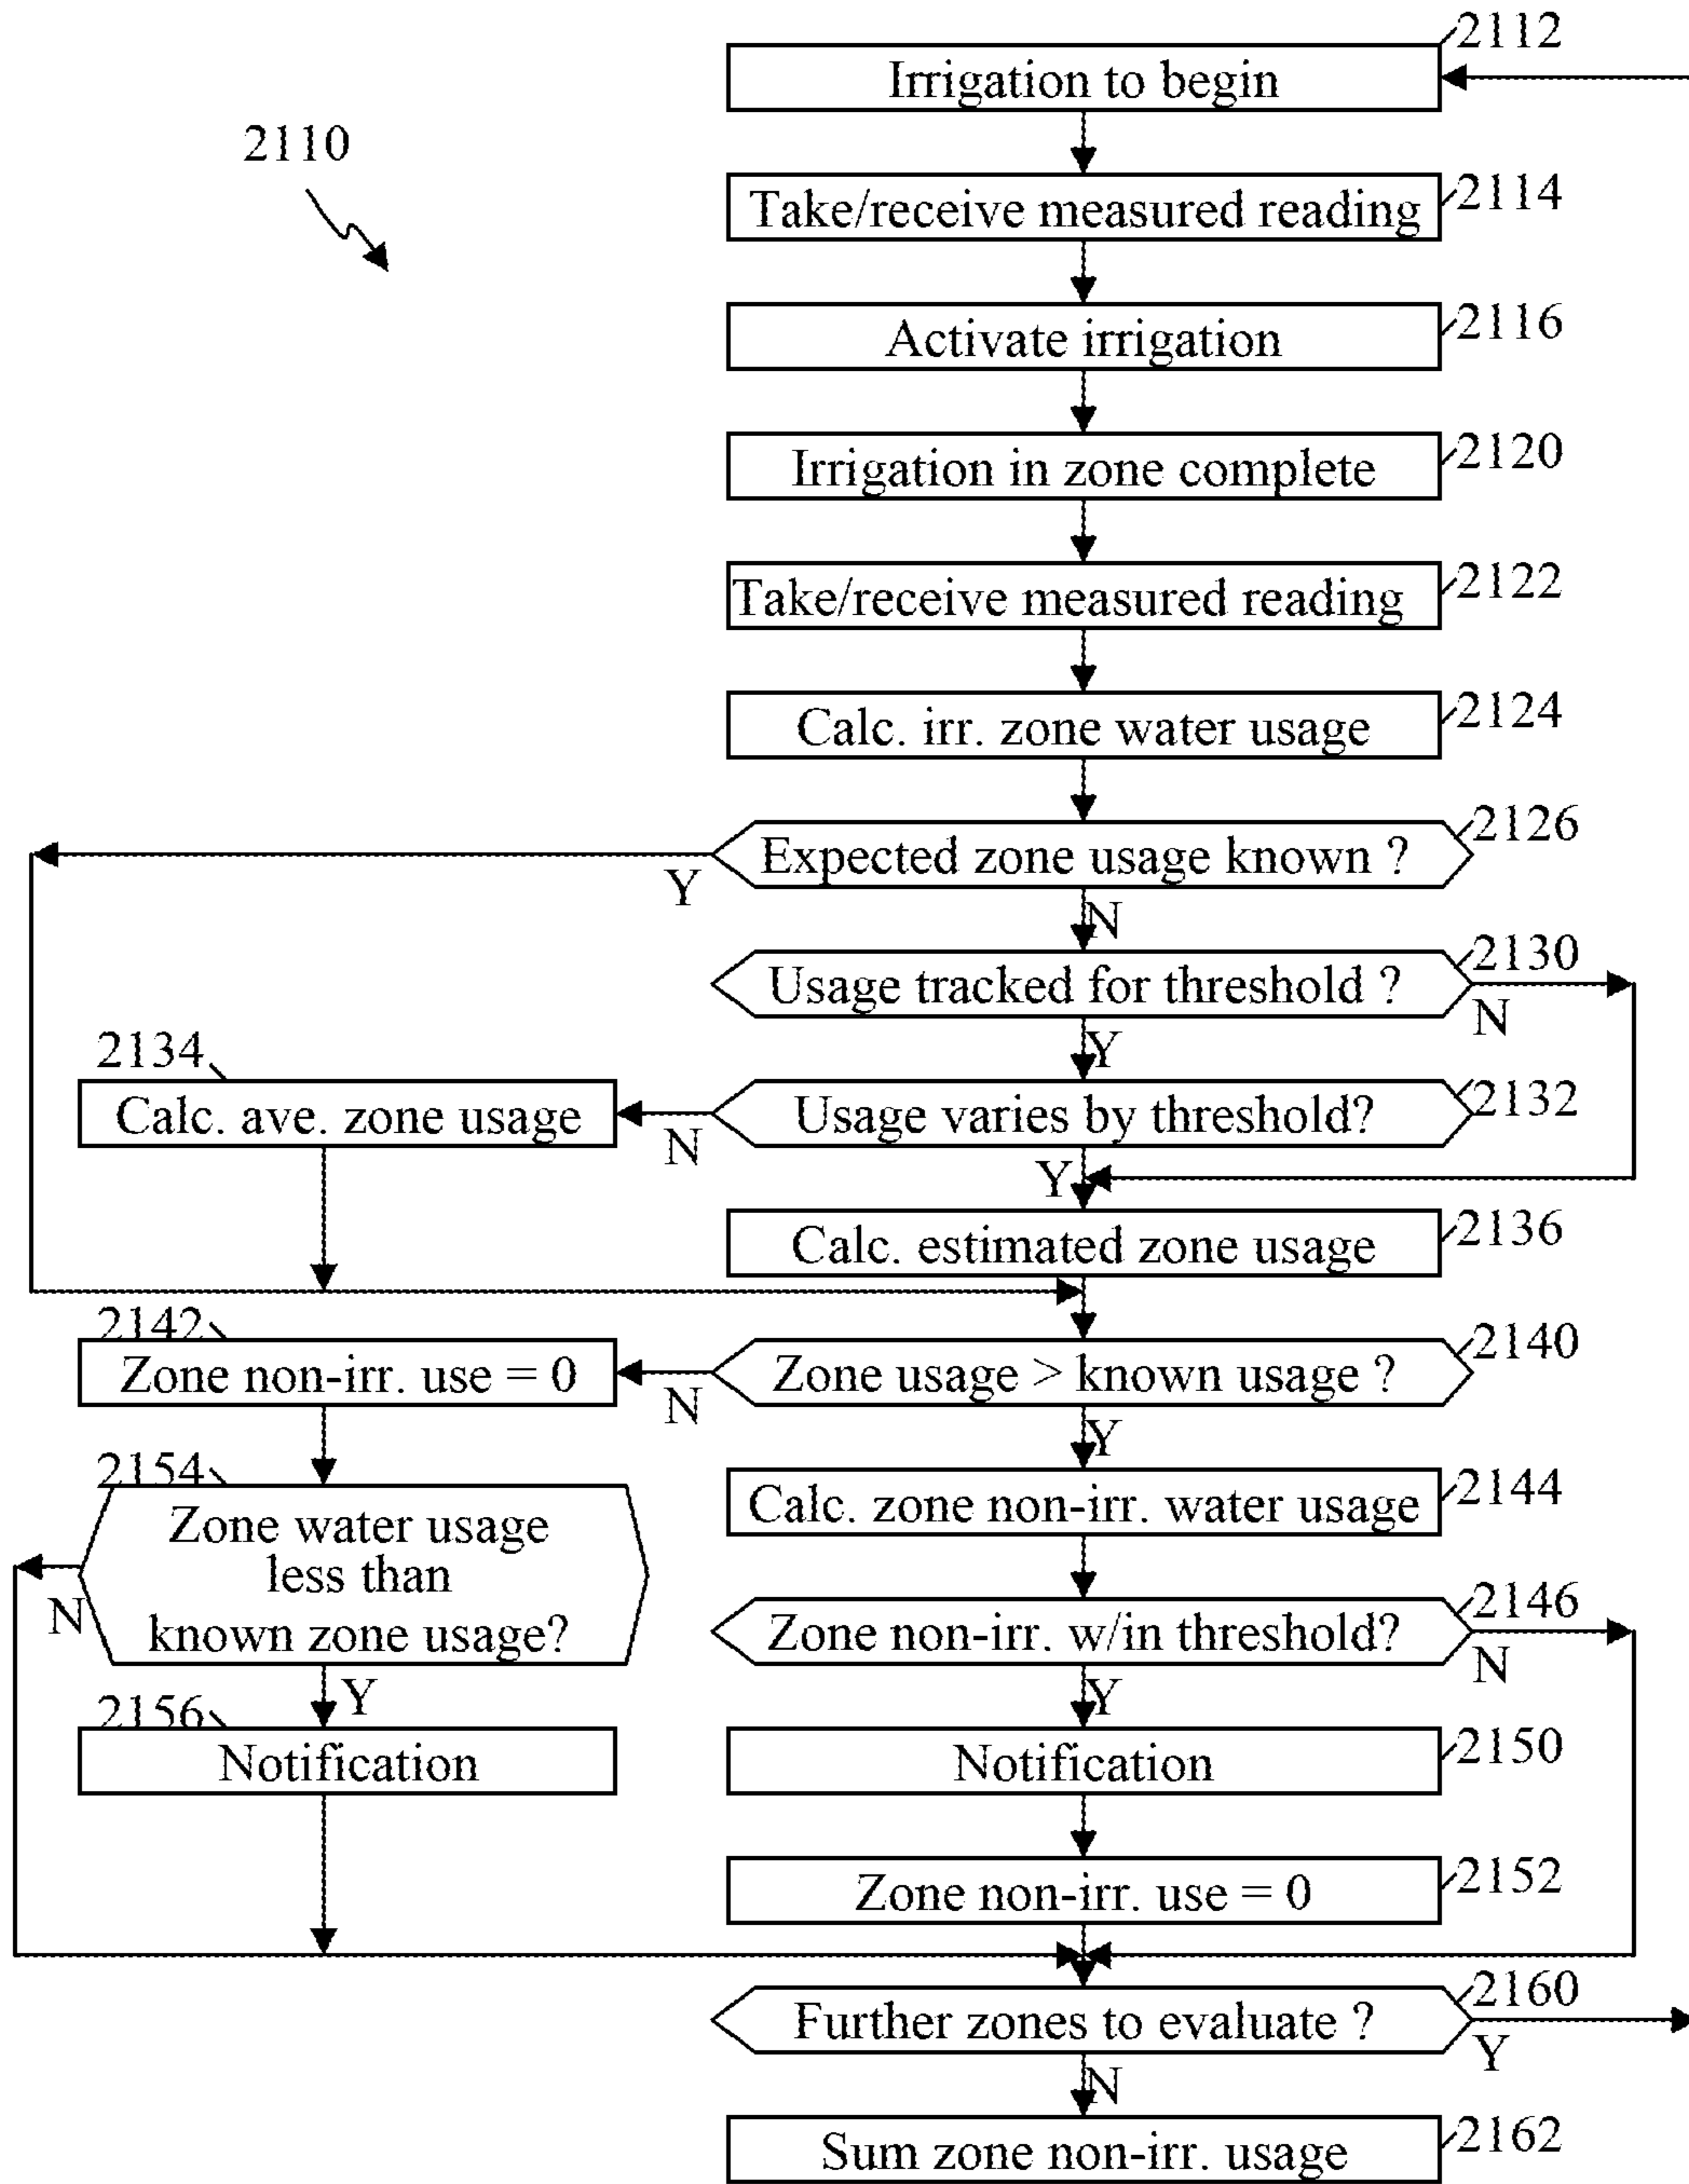 2112
Irrigation to begin
2110
2114
Take/receive measured reading
2116
Activate irrigation
2120
Irrigation in zone complete
2122
Take/receive measured reading
2124
Calc. irr. zone water usage
2126
Expected zone usage known ?
Y
N
2130
Usage tracked for threshold ?
N
Y
2134
Calc. ave. zone usage
2132
Usage varies by threshold?
N
Y
2136
Calc. estimated zone usage
2142
Zone non-irr. use = 0
2140
Zone usage > known usage ?
N
Y
2154
Zone water usage
less than
known zone usage?
N
Y
2144
Calc. zone non-irr. water usage
2146
Zone non-irr. w/in threshold?
N
Y
2156
Notification
2150
Notification
2152
Zone non-irr. use = 0
2160
Further zones to evaluate ?
Y
N
2162
Sum zone non-irr. usage